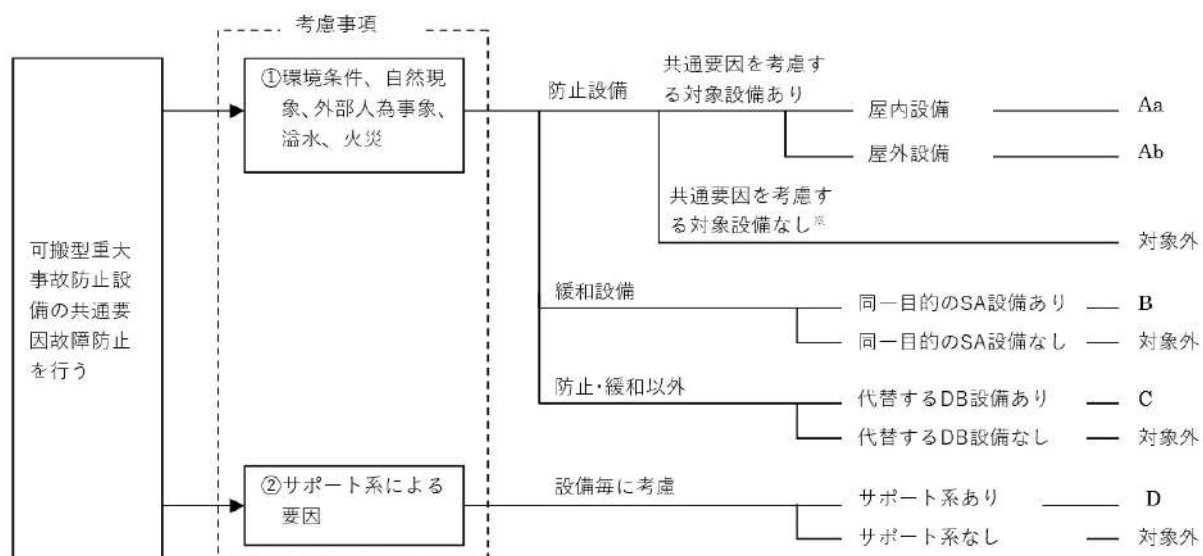 考慮事項
可搬型重大
事故防止設
備の共通要
因故障防止
を行う
①環境条件、自然現
象、外部人為事象、
溢水、火災
防止設備
共通要因を考慮す
る対象設備あり
屋内設備
Aa
屋外設備
Ab
共通要因を考慮す
る対象設備なし※
対象外
緩和設備
同一目的のSA設備あり
B
同一目的のSA設備なし
対象外
防止・緩和以外
代替するDB設備あり
C
代替するDB設備なし
対象外
②サポート系による
要因
設備毎に考慮
サポート系あり
D
サポート系なし
対象外